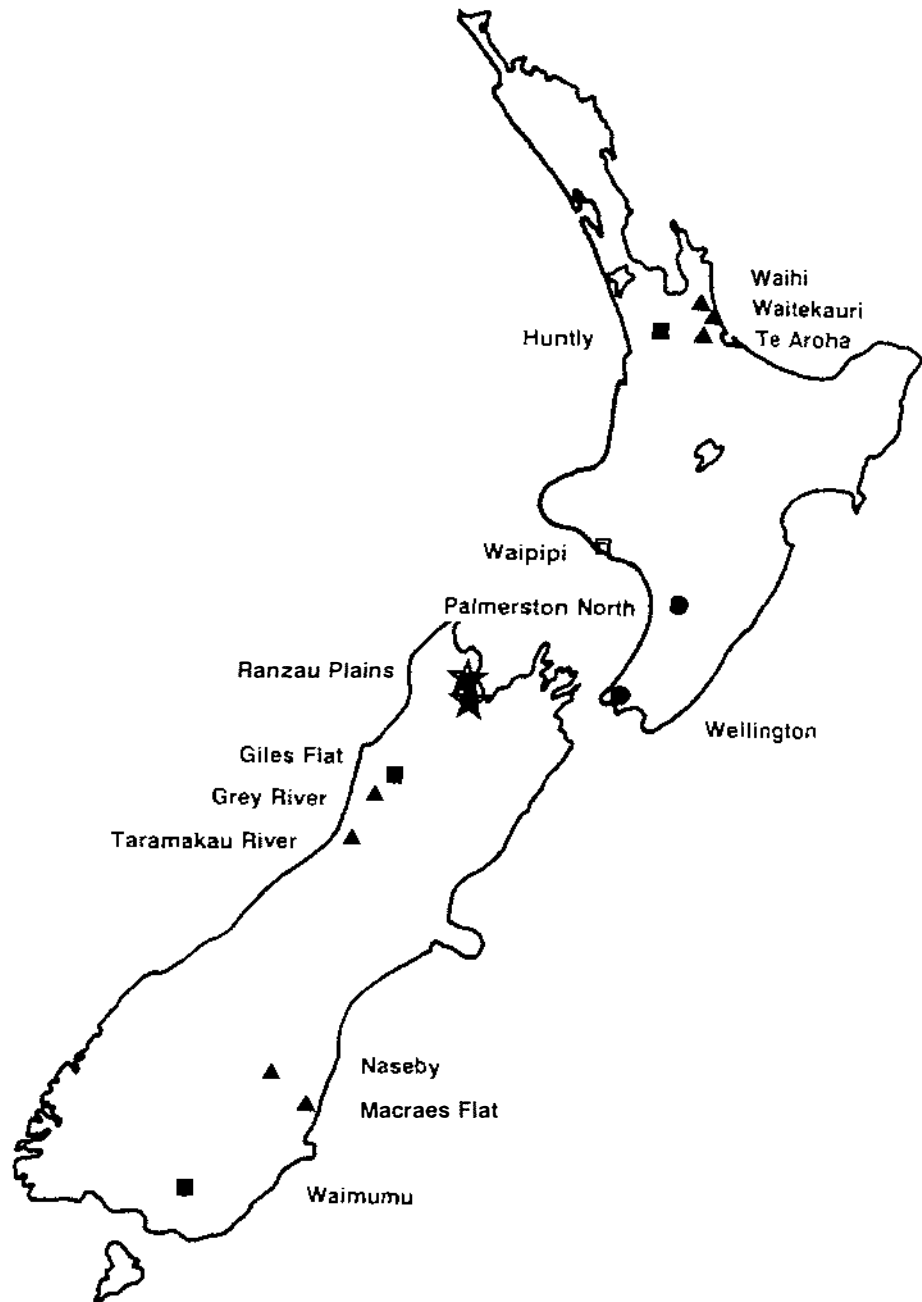 Waihi
Waitekauri
Te Aroha
Huntly
Waipipi
Palmerston North
Ranzau Plains
Wellington
Giles Flat
Grey River
Taramakau River
Naseby
Macraes Flat
Waimumu